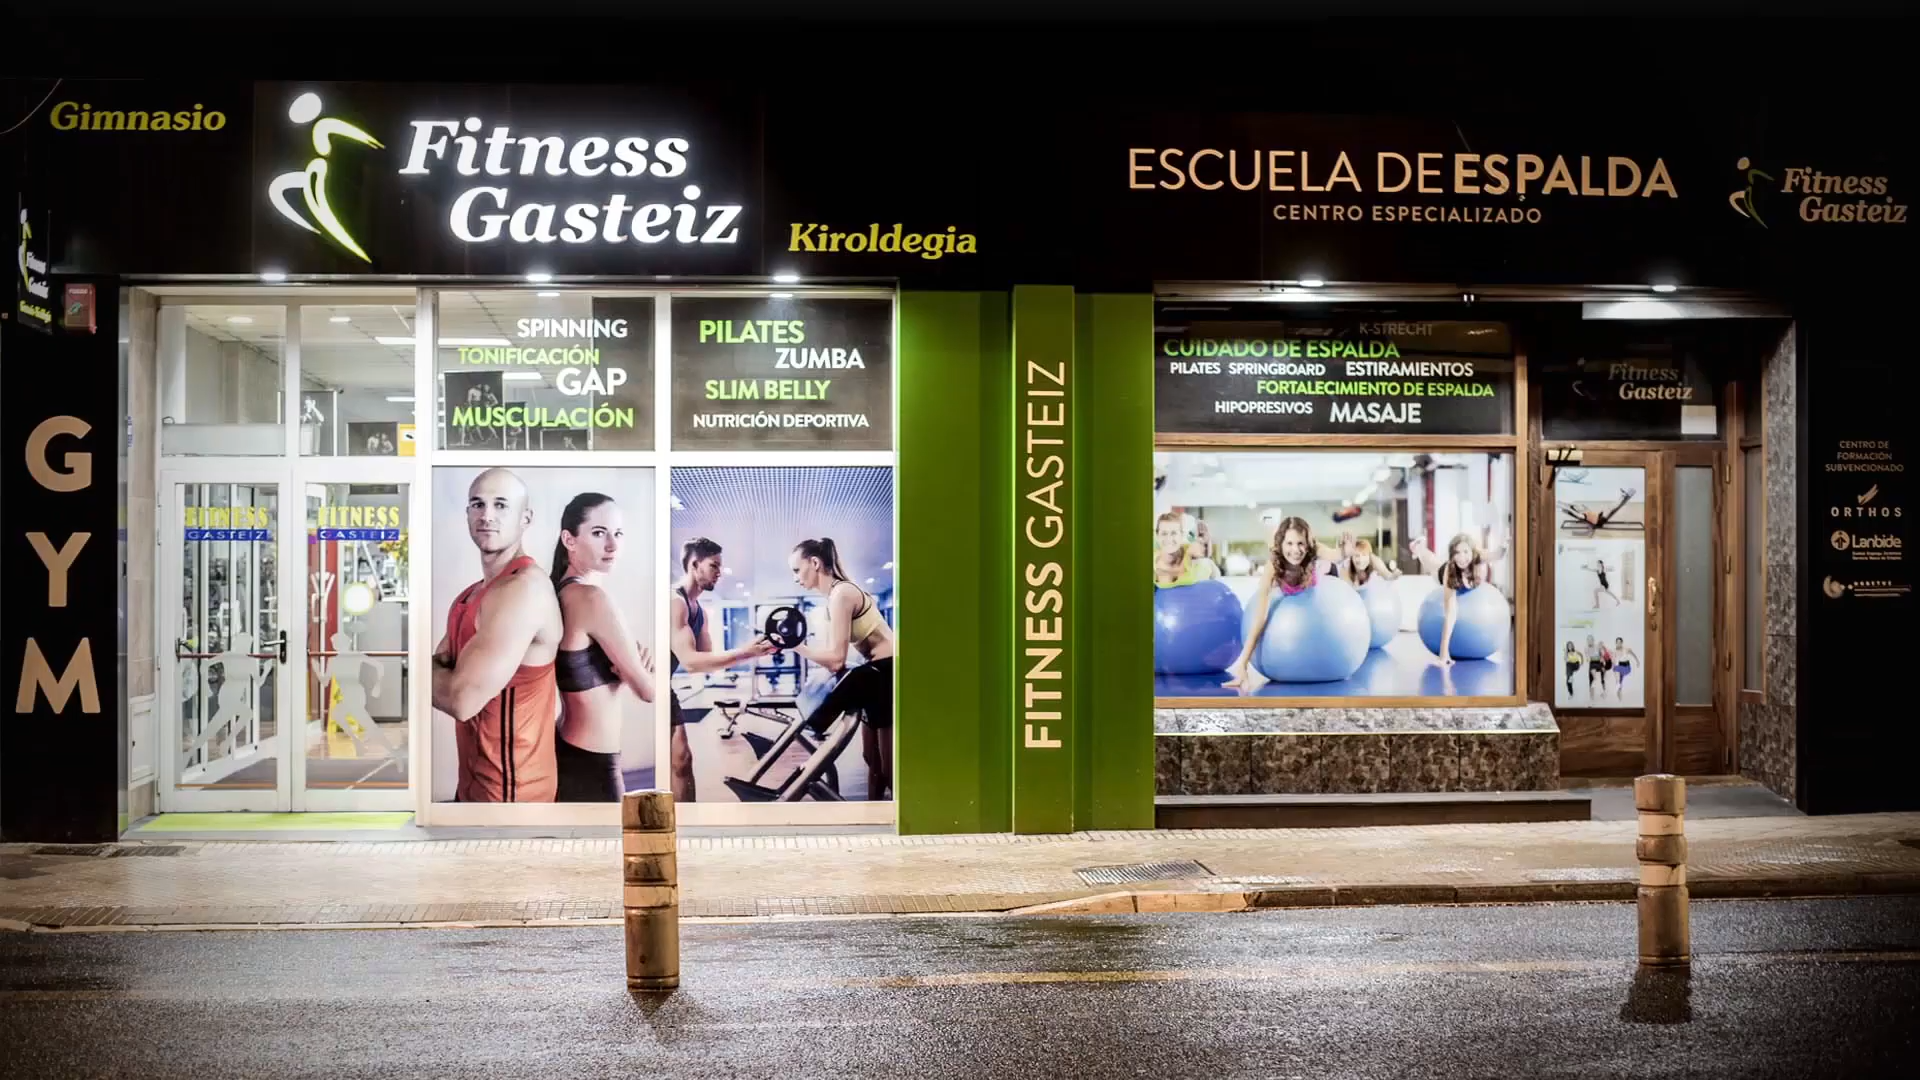 Gimnasio
Fitness
Gasteiz
Kiroldegia
ESCUELA DE ESPALDA
CENTRO ESPECIALIZADO
Fitness
Gasteiz
GYM
SPINNING
TONIFICACIÓN
GAP
MUSCULACIÓN
PILATES
ZUMBA
SLIM BELLY
NUTRICIÓN DEPORTIVA
FITNESS
GASTEIZ
FITNESS
GASTEIZ
FITNESS GASTEIZ
K-STRECHT
CUIDADO DE ESPALDA
PILATES SPRINGBOARD ESTIRAMIENTOS
FORTALECIMIENTO DE ESPALDA
HIPOPRESIVOS MASAJE
Fitness
Gasteiz
CENTRO DE
FORMACIÓN
SUBVENCIONADO
ORTHOS
Lanbide